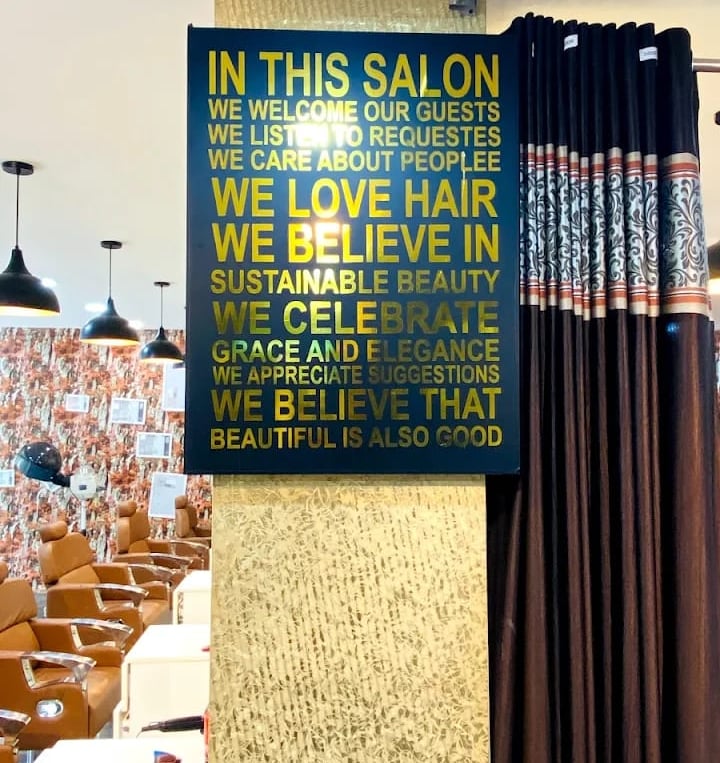 IN THIS SALON
WE WELCOME OUR GUESTS
WE LISTEN TO REQUESTES
WE CARE ABOUT PEOPLEE
WE LOVE HAIR
WE BELIEVE IN
SUSTAINABLE BEAUTY
WE CELEBRATE
GRACE AND ELEGANCE
WE APPRECIATE SUGGESTIONS
WE BELIEVE THAT
BEAUTIFUL IS ALSO GOOD